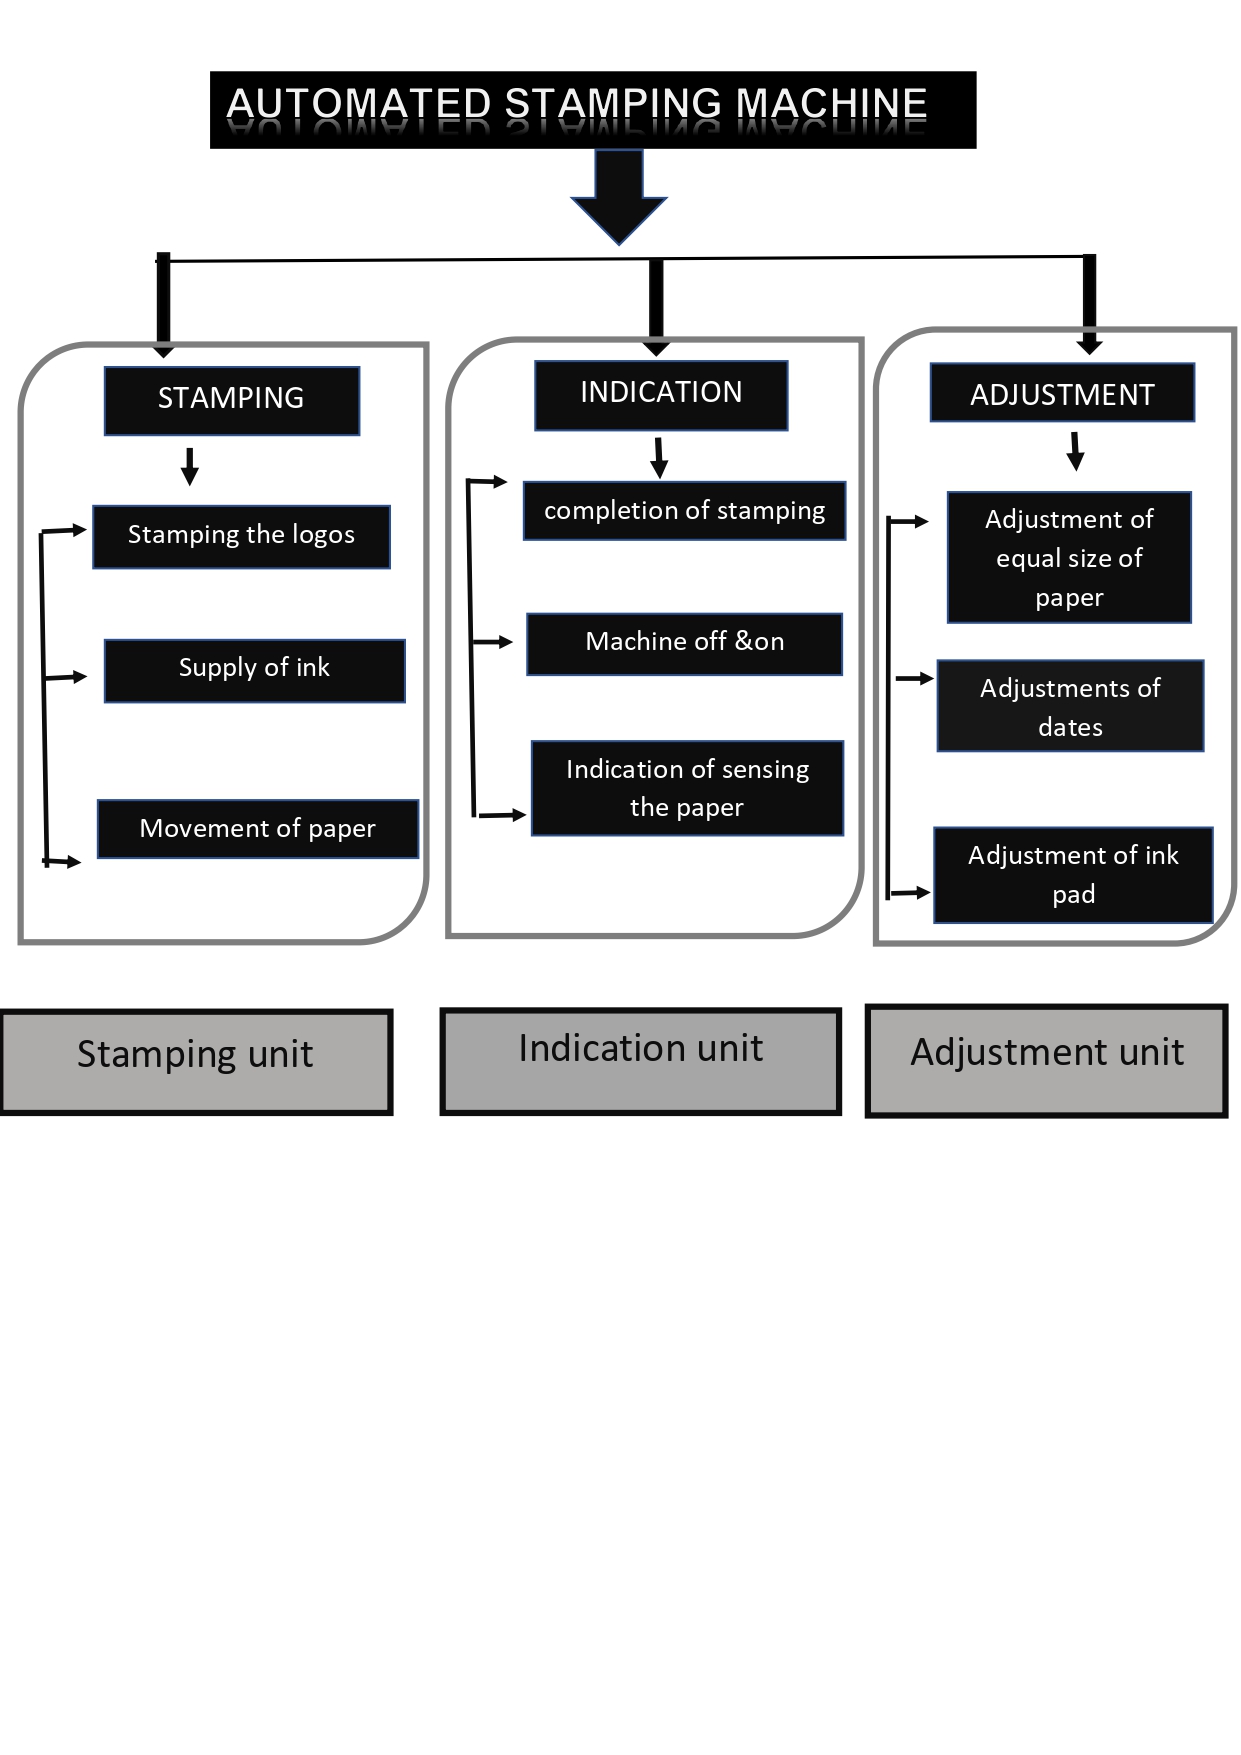 AUTOMATED STAMPING MACHINE
STAMPING
Stamping the logos
Supply of ink
Movement of paper
INDICATION
completion of stamping
Machine off &on
Indication of sensing
the paper
ADJUSTMENT
Adjustment of
equal size of
paper
Adjustments of
dates
Adjustment of ink
pad
Stamping unit
Indication unit
Adjustment unit